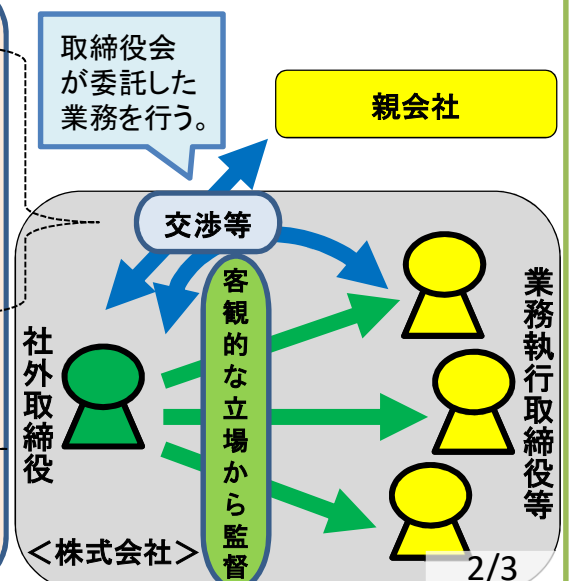 取締役会
が委託した
業務を行う。
親会社
交渉等
客観的な立場から監督
社外取締役
業務執行取締役等
＜株式会社＞
2/3